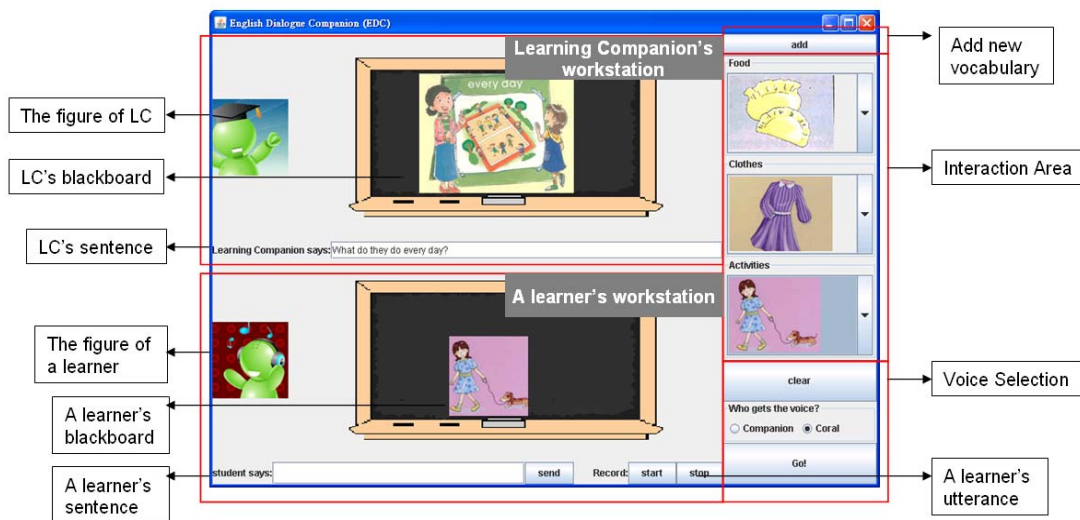 English Dialogue Companion (EDC)
Learning Companion's
workstation
every day
Learning Companion says: What do they do every day?
A learner's workstation
student says:
send
Record:
start
stop
add
Food
Clothes
Activities
clear
Who gets the voice?
Companion
Coral
Go!
The figure of LC
LC's blackboard
LC's sentence
The figure of
a learner
A learner's
blackboard
A learner's
sentence
Add new
vocabulary
Interaction Area
Voice Selection
A learner's
utterance